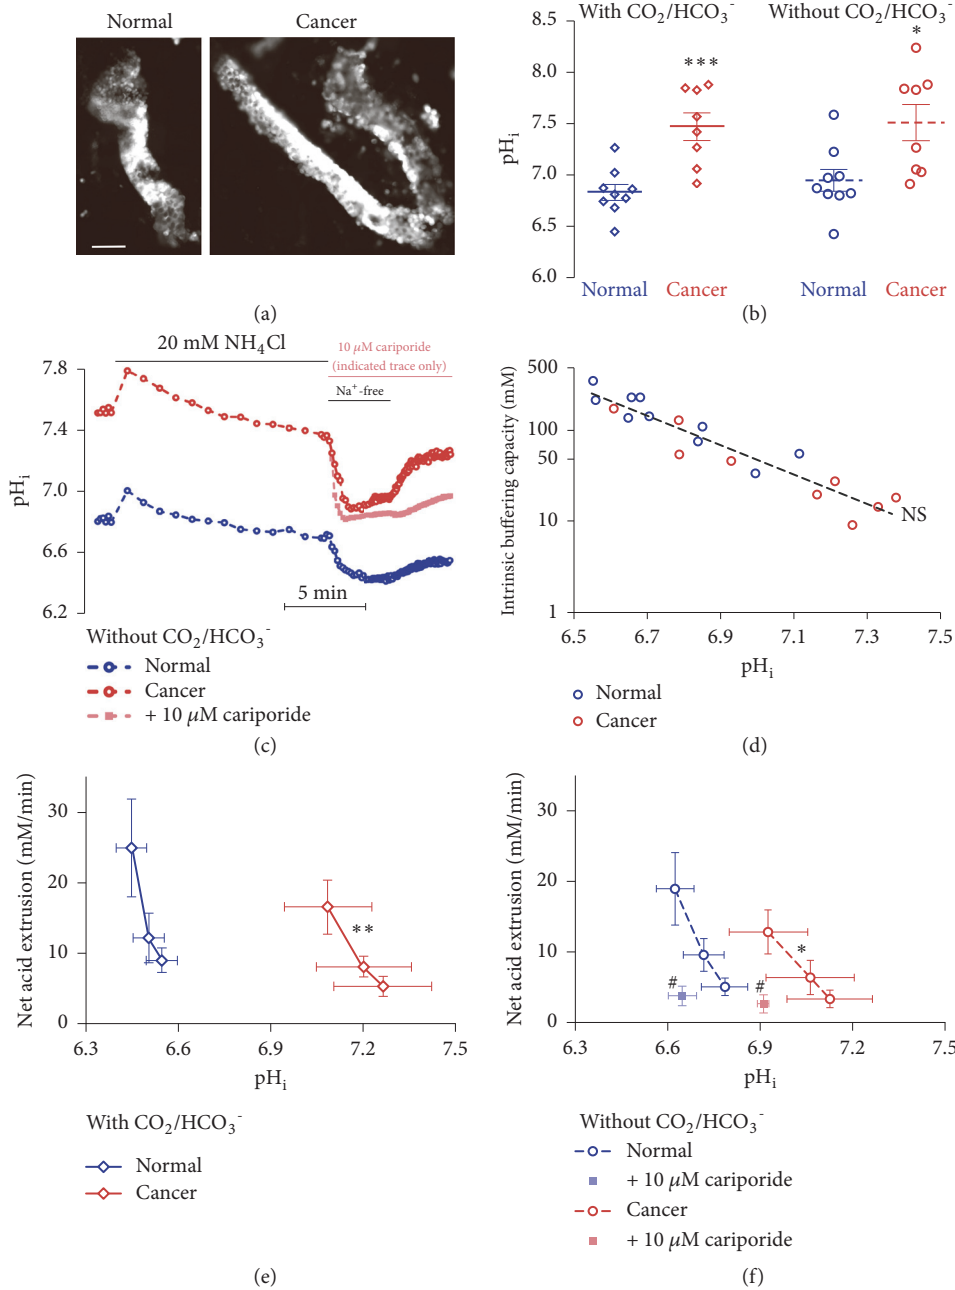 Normal
Cancer
(a)
With CO2/HCO3-
Without CO2/HCO3-
pHi
8.5
8.0
7.5
7.0
6.5
6.0
***
*
Normal
Cancer
Normal
Cancer
(b)
20 mM NH4Cl
10 μM cariporide
(indicated trace only)
Na+-free
pHi
7.8
7.4
7.0
6.6
6.2
5 min
Without CO2/HCO3-
Normal
Cancer
+ 10 μM cariporide
(c)
Intrinsic buffering capacity (mM)
500
100
50
10
1
NS
6.5
6.7
6.9
7.1
7.3
7.5
pHi
Normal
Cancer
(d)
Net acid extrusion (mM/min)
30
20
10
0
**
6.3
6.6
6.9
7.2
7.5
pHi
With CO2/HCO3-
Normal
Cancer
(e)
Net acid extrusion (mM/min)
30
20
10
0
#
#
*
6.3
6.6
6.9
7.2
7.5
pHi
Without CO2/HCO3-
Normal
+ 10 μM cariporide
Cancer
+ 10 μM cariporide
(f)